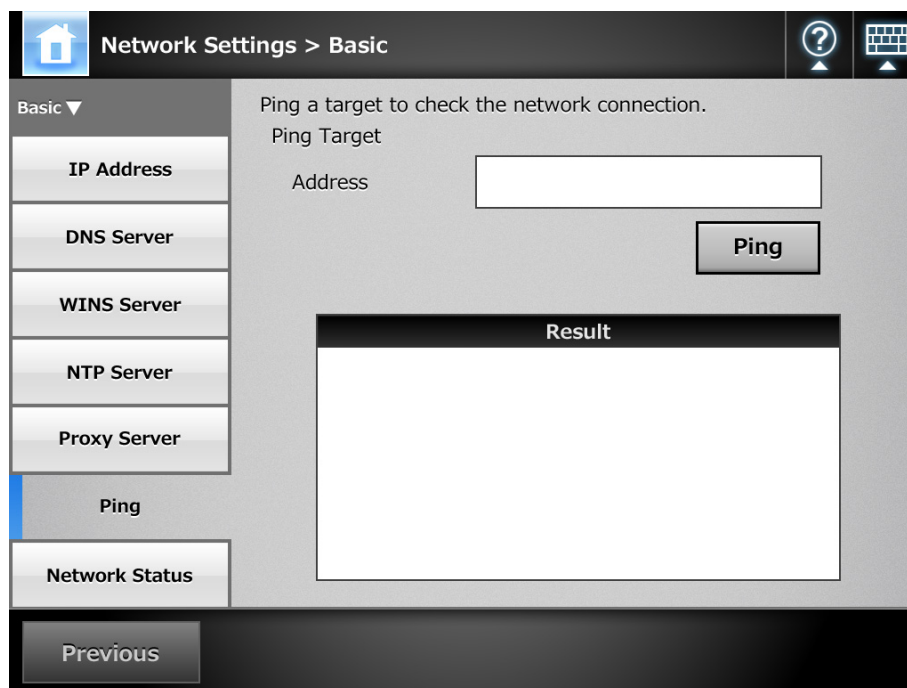 Network Settings > Basic
?
Basic ▼
IP Address
DNS Server
WINS Server
NTP Server
Proxy Server
Ping
Network Status
Ping a target to check the network connection.
Ping Target
Address
Ping
Result
Previous